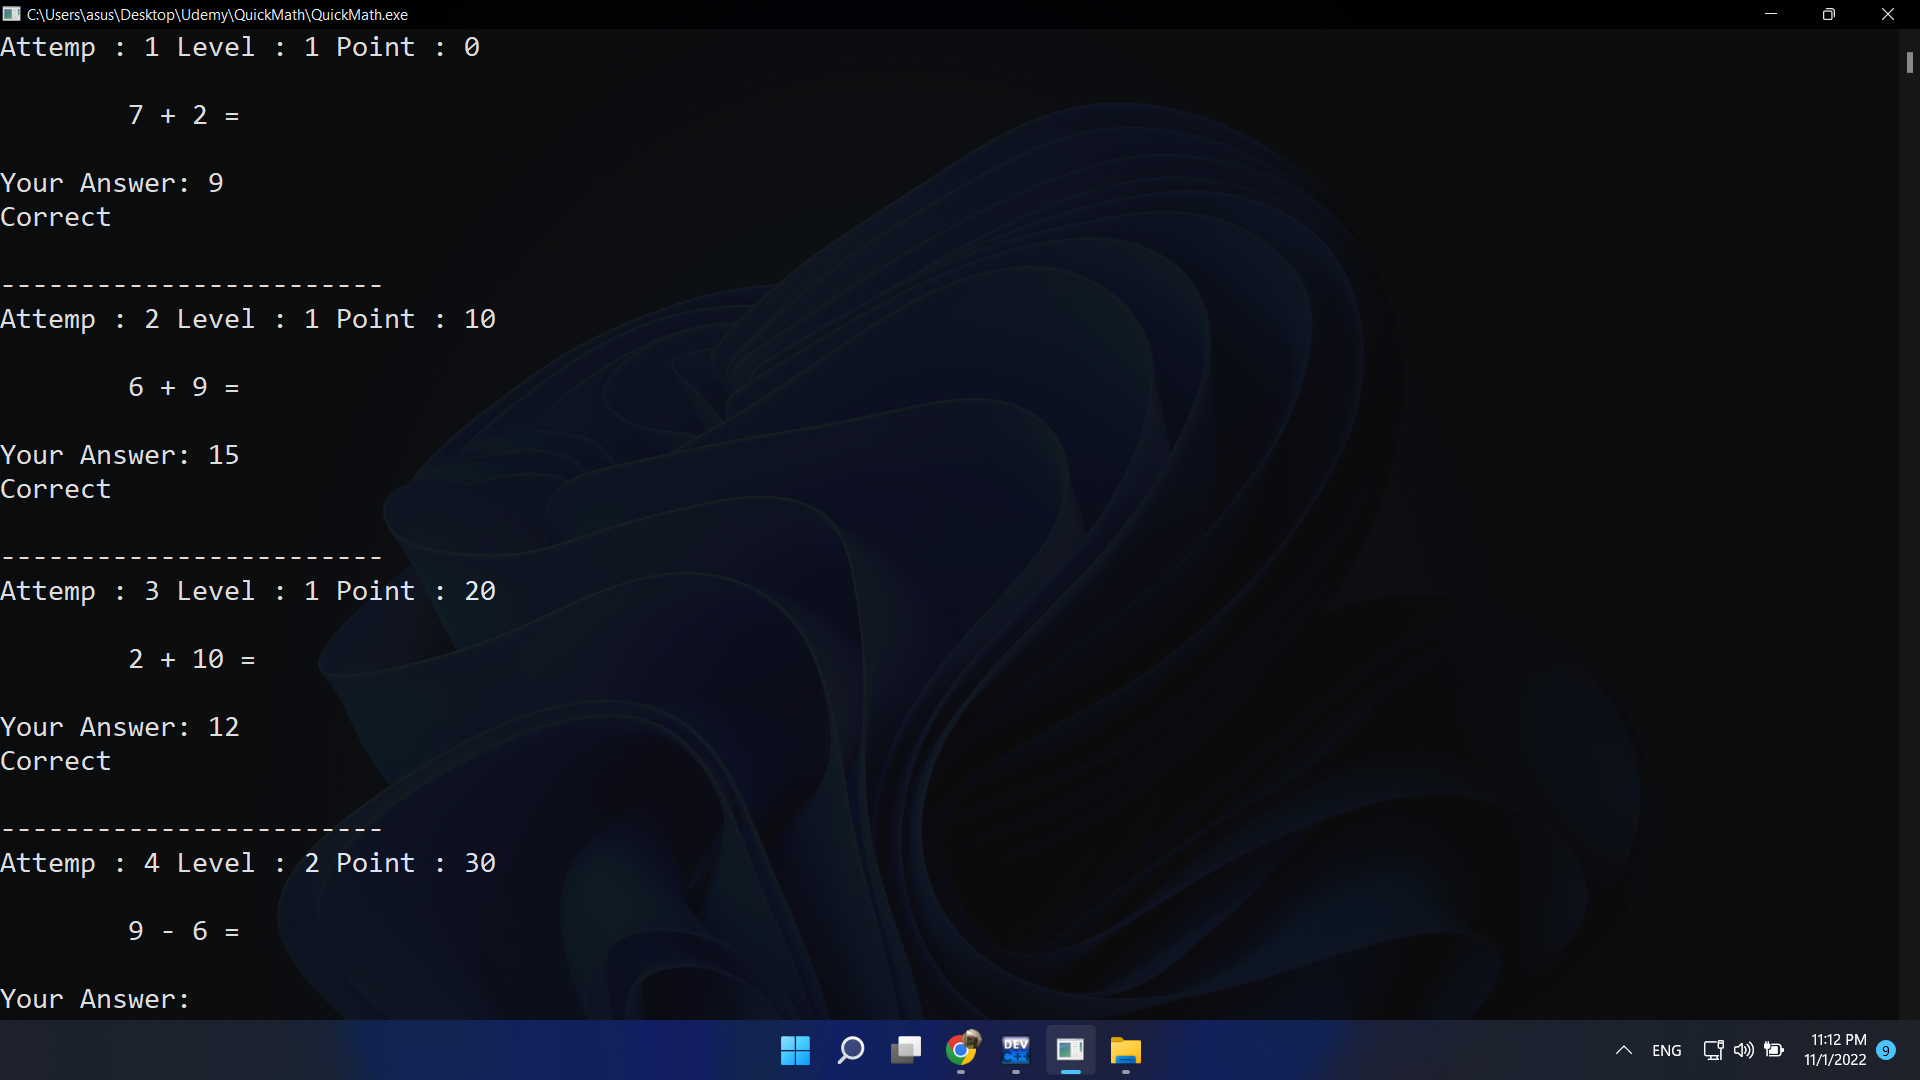 C:\Users\asus\Desktop\Udemy\QuickMath\QuickMath.exe
Attemp : 1 Level : 1 Point : 0
7 + 2 =
Your Answer: 9
Correct
------------------------
Attemp : 2 Level : 1 Point : 10
6 + 9 =
Your Answer: 15
Correct
------------------------
Attemp : 3 Level : 1 Point : 20
2 + 10 =
Your Answer: 12
Correct
------------------------
Attemp : 4 Level : 2 Point : 30
9 - 6 =
Your Answer:
DEV
C++
ENG
11:12 PM
11/1/2022
9